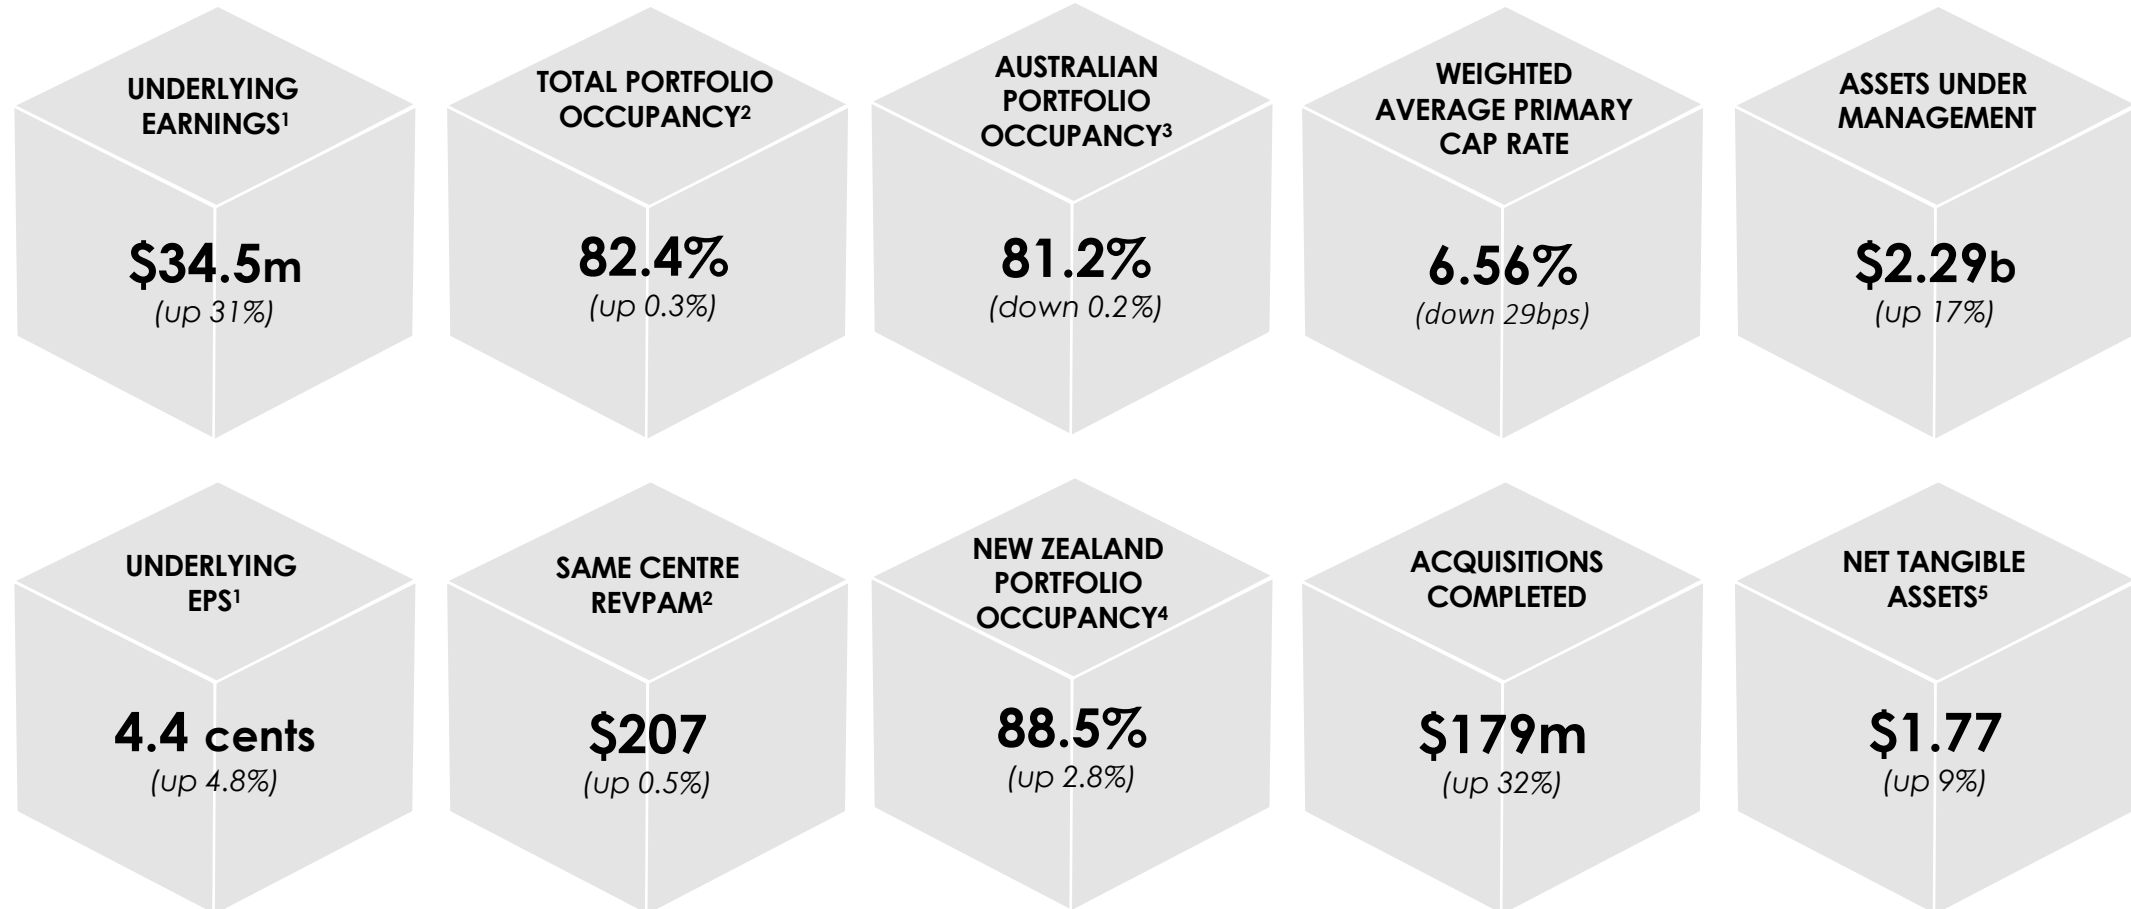 UNDERLYING
EARNINGS¹
$34.5m
(up 31%)
TOTAL PORTFOLIO
OCCUPANCY²
82.4%
(up 0.3%)
AUSTRALIAN
PORTFOLIO
OCCUPANCY³
81.2%
(down 0.2%)
WEIGHTED
AVERAGE PRIMARY
CAP RATE
6.56%
(down 29bps)
ASSETS UNDER
MANAGEMENT
$2.29b
(up 17%)
UNDERLYING
EPS¹
4.4 cents
(up 4.8%)
SAME CENTRE
REVPAM²
$207
(up 0.5%)
NEW ZEALAND
PORTFOLIO
OCCUPANCY⁴
88.5%
(up 2.8%)
ACQUISITIONS
COMPLETED
$179m
(up 32%)
NET TANGIBLE
ASSETS⁵
$1.77
(up 9%)